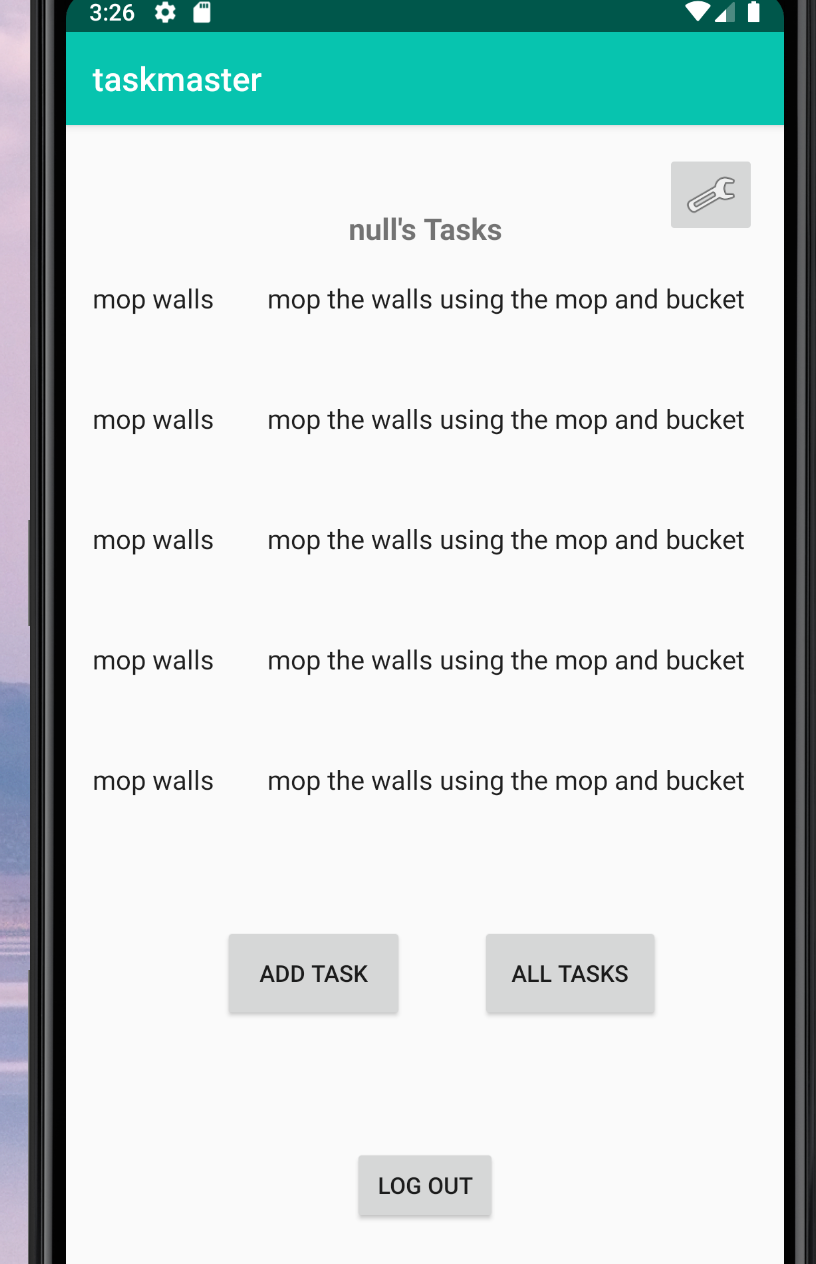 3:26
taskmaster
null's Tasks
mop walls mop the walls using the mop and bucket
mop walls mop the walls using the mop and bucket
mop walls mop the walls using the mop and bucket
mop walls mop the walls using the mop and bucket
mop walls mop the walls using the mop and bucket
ADD TASK ALL TASKS
LOG OUT